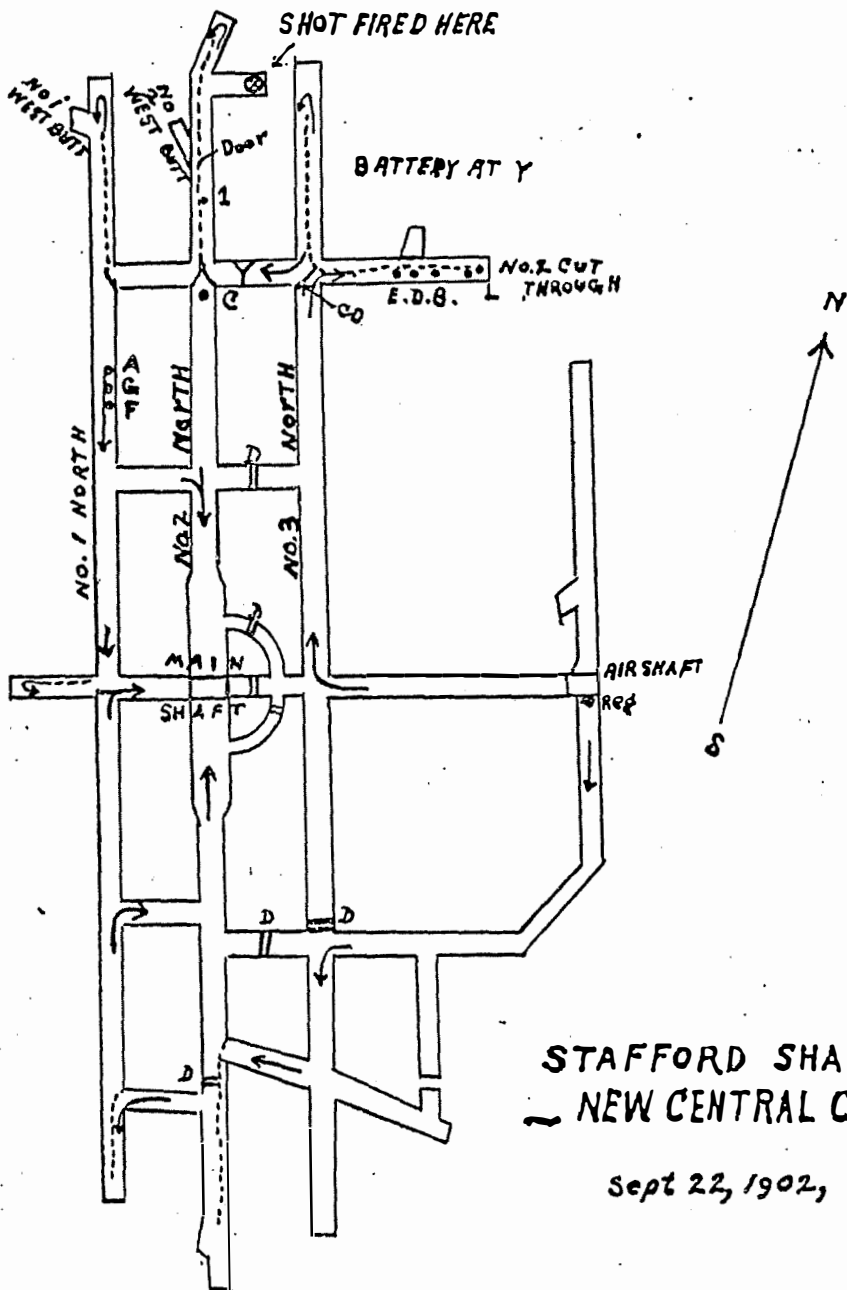 SHOT FIRED HERE
NO 1.
WEST BUTT
NO
2
WEST BUTT
Door
BATTERY AT Y
1
Y
NO. 2 CUT
THROUGH
C
CO
E.D.B.
L
N
A
G
F
NORTH
NORTH
D
NO. 1 NORTH
NO. 2
NO. 3
D
MAIN
SHAFT
AIRSHAFT
Reg
S
D
D
D
STAFFORD SHA
NEW CENTRAL C
Sept 22, 1902,